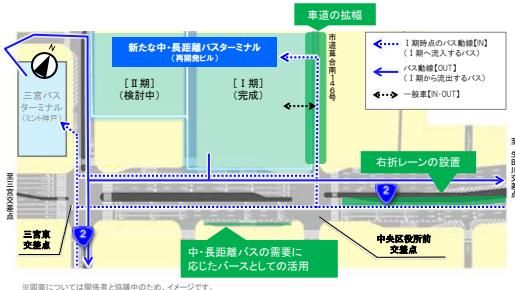 車道の拡幅
N
新たな中・長距離バスターミナル
(再開発ビル)
市道葺合南146号
Ⅰ期時点のバス動線【IN】
(Ⅰ期へ流入するバス)
バス動線【OUT】
(Ⅰ期から流出するバス)
一般車【IN・OUT】
三宮バス
ターミナル
(ミント神戸)
[Ⅱ期]
(検討中)
[Ⅰ期]
(完成)
至三宮交差点
至生田川交差点
右折レーンの設置
2
三宮東
交差点
2
中央区役所前
交差点
中・長距離バスの需要に
応じたバースとしての活用
※図面については関係者と協議中のため、イメージです。